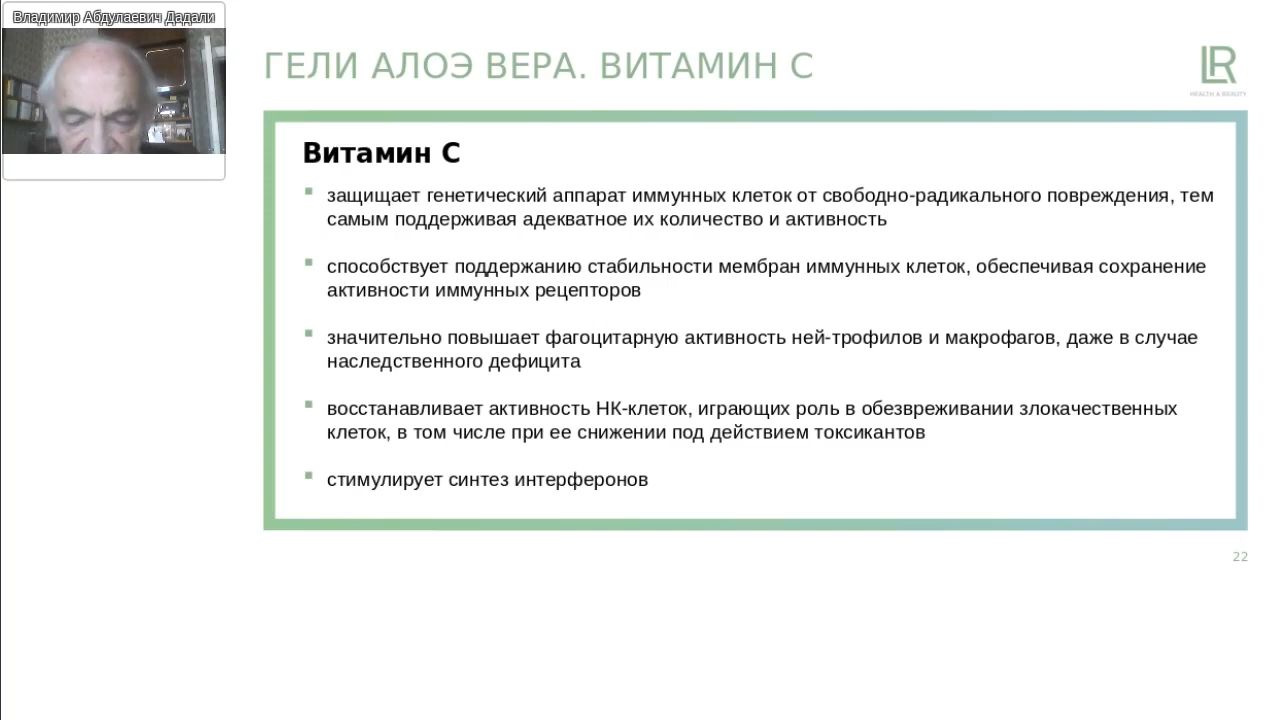 Владимир Абдулаевич Дадали
ГЕЛИ АЛОЭ ВЕРА. ВИТАМИН С
LR
HEALTH & BEAUTY
Витамин С
защищает генетический аппарат иммунных клеток от свободно-радикального повреждения, тем
самым поддерживая адекватное их количество и активность
способствует поддержанию стабильности мембран иммунных клеток, обеспечивая сохранение
активности иммунных рецепторов
значительно повышает фагоцитарную активность ней-трофилов и макрофагов, даже в случае
наследственного дефицита
восстанавливает активность НК-клеток, играющих роль в обезвреживании злокачественных
клеток, в том числе при ее снижении под действием токсикантов
стимулирует синтез интерферонов
22